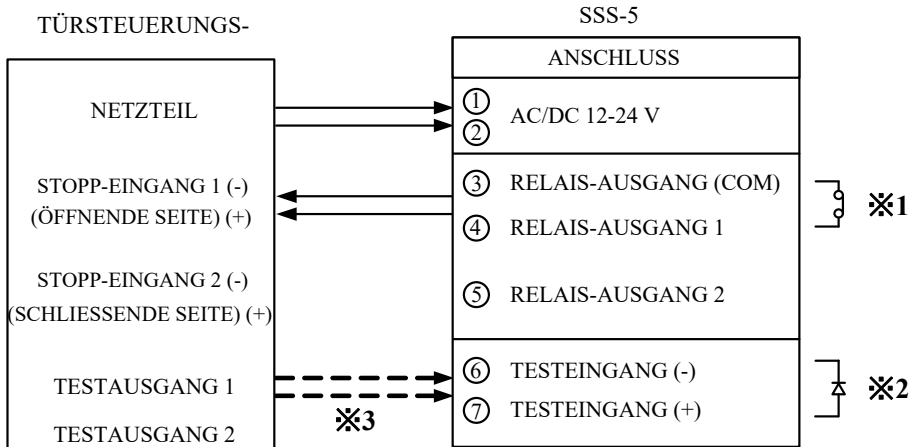 TÜRSTEUERUNGS-
SSS-5
ANSCHLUSS
NETZTEIL
① AC/DC 12-24 V
②
STOPP-EINGANG 1 (-)
(ÖFFNENDE SEITE) (+)
③ RELAIS-AUSGANG (COM)
④ RELAIS-AUSGANG 1
※1
STOPP-EINGANG 2 (-)
(SCHLIESSENDE SEITE) (+)
⑤ RELAIS-AUSGANG 2
TESTAUSGANG 1
TESTAUSGANG 2
※3
⑥ TESTEINGANG (-)
⑦ TESTEINGANG (+)
※2